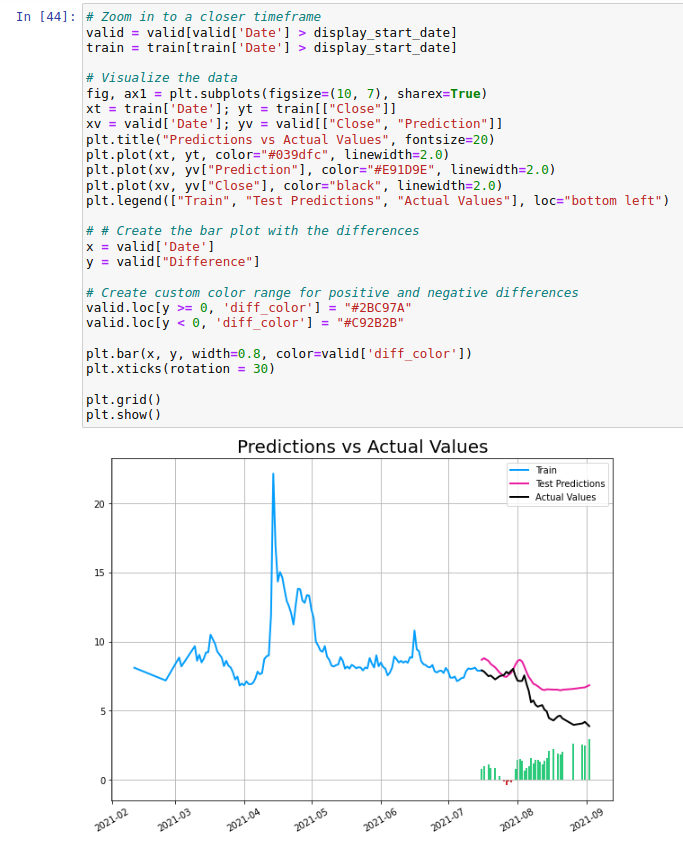 In [44]: # Zoom in to a closer timeframe
valid = valid[valid['Date'] > display_start_date]
train = train[train['Date'] > display_start_date]
# Visualize the data
fig, ax1 = plt.subplots(figsize=(10, 7), sharex=True)
xt = train['Date']; yt = train[["Close"]]
xv = valid['Date']; yv = valid[["Close", "Prediction"]]
plt.title("Predictions vs Actual Values", fontsize=20)
plt.plot(xt, yt, color="#039dfc", linewidth=2.0)
plt.plot(xv, yv["Prediction"], color="#E91D9E", linewidth=2.0)
plt.plot(xv, yv["Close"], color="black", linewidth=2.0)
plt.legend(["Train", "Test Predictions", "Actual Values"], loc="bottom left")
# # Create the bar plot with the differences
x = valid['Date']
y = valid["Difference"]
# Create custom color range for positive and negative differences
valid.loc[y >= 0, 'diff_color'] = "#2BC97A"
valid.loc[y < 0, 'diff_color'] = "#C92B2B"
plt.bar(x, y, width=0.8, color=valid['diff_color'])
plt.xticks(rotation = 30)
plt.grid()
plt.show()
Predictions vs Actual Values
Train
Test Predictions
Actual Values
20
15
10
5
0
2021-02 2021-03 2021-04 2021-05 2021-06 2021-07 2021-08 2021-09